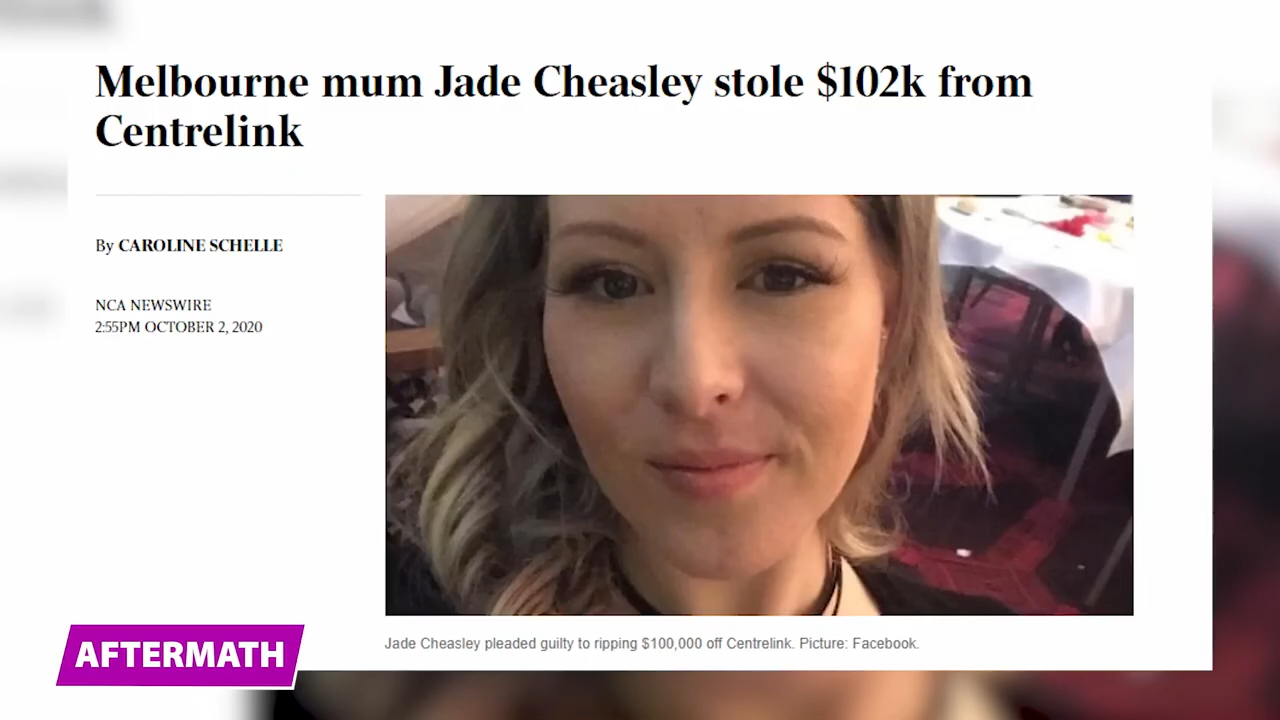 Melbourne mum Jade Cheasley stole $102k from
Centrelink
By CAROLINE SCHELLE
NCA NEWSWIRE
2:55PM OCTOBER 2, 2020
Jade Cheasley pleaded guilty to ripping $100,000 off Centrelink. Picture: Facebook.
AFTERMATH